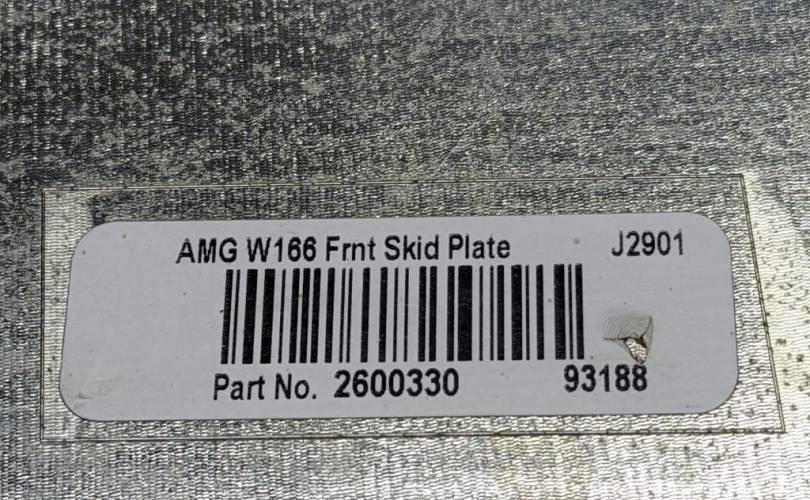 AMG W166 Frnt Skid Plate J2901
Part No. 2600330 93188